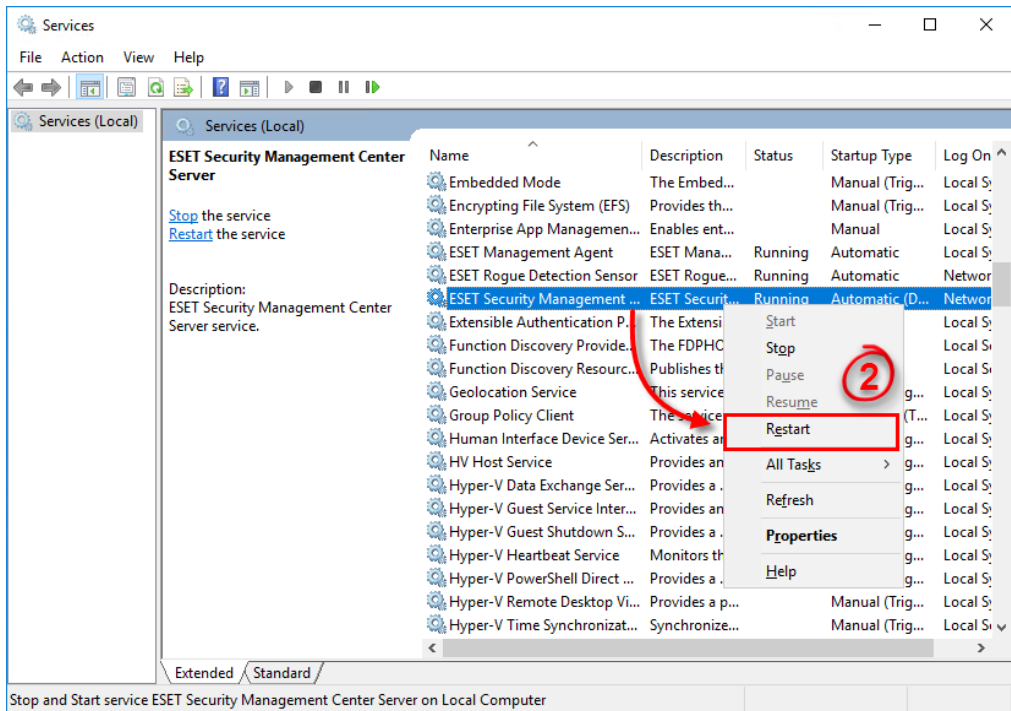 Services
File Action View Help
Services (Local)
Services (Local)
ESET Security Management Center
Server
Stop the service
Restart the service
Description:
ESET Security Management Center
Server service.
Name Description Status Startup Type Log On
Embedded Mode The Embed... Manual (Trig... Local Sy
Encrypting File System (EFS) Provides th... Manual (Trig... Local Sy
Enterprise App Managemen... Enables ent... Manual Local Sy
ESET Management Agent ESET Mana... Running Automatic Local Sy
ESET Rogue Detection Sensor ESET Rogue... Running Automatic Networ
ESET Security Management ... ESET Securit... Running Automatic (D... Networ
Extensible Authentication P... The Extensi Local Sy
Function Discovery Provide... The FDPHO Local Se
Function Discovery Resourc... Publishes th Local Se
Geolocation Service This service g... Local Sy
Group Policy Client The service (T... Local Sy
Human Interface Device Ser... Activates an g... Local Sy
HV Host Service Provides an g... Local Sy
Hyper-V Data Exchange Ser... Provides a . g... Local Sy
Hyper-V Guest Service Inter... Provides an g... Local Sy
Hyper-V Guest Shutdown S... Provides a . g... Local Sy
Hyper-V Heartbeat Service Monitors th g... Local Sy
Hyper-V PowerShell Direct ... Provides a . g... Local Sy
Hyper-V Remote Desktop Vi... Provides a p... Manual (Trig... Local Sy
Hyper-V Time Synchronizat... Synchronize... Manual (Trig... Local Se
Start
Stop
Pause
Resume
Restart
All Tasks
Refresh
Properties
Help
2
Extended Standard
Stop and Start service ESET Security Management Center Server on Local Computer